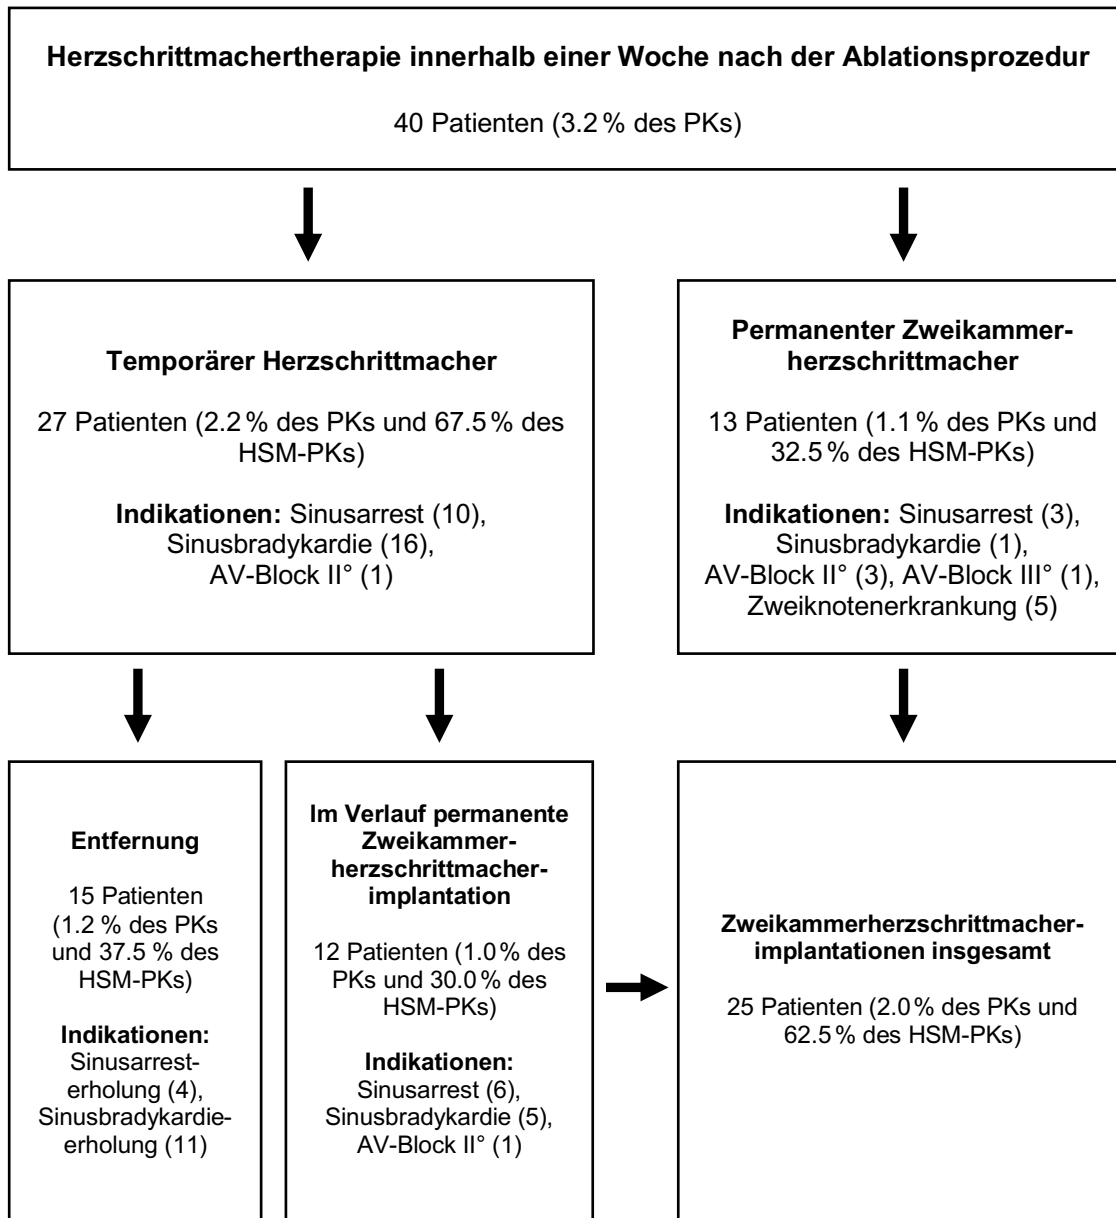 Herzschrittmachertherapie innerhalb einer Woche nach der Ablationsprozedur
40 Patienten (3.2 % des PKs)
Temporärer Herzschrittmacher
27 Patienten (2.2 % des PKs und 67.5 % des
HSM-PKs)
Indikationen: Sinusarrest (10),
Sinusbradykardie (16),
AV-Block II° (1)
Permanenter Zweikammer-
herzschrittmacher
13 Patienten (1.1 % des PKs und
32.5 % des HSM-PKs)
Indikationen: Sinusarrest (3),
Sinusbradykardie (1),
AV-Block II° (3), AV-Block III° (1),
Zweiknotenerkrankung (5)
Entfernung
15 Patienten
(1.2 % des PKs
und 37.5 % des
HSM-PKs)
Indikationen:
Sinusarrest-
erholung (4),
Sinusbradykardie-
erholung (11)
Im Verlauf permanente
Zweikammer-
herzschrittmacher-
implantation
12 Patienten (1.0 % des
PKs und 30.0 % des
HSM-PKs)
Indikationen:
Sinusarrest (6),
Sinusbradykardie (5),
AV-Block II° (1)
Zweikammerherzschrittmacher-
implantationen insgesamt
25 Patienten (2.0 % des PKs und
62.5 % des HSM-PKs)